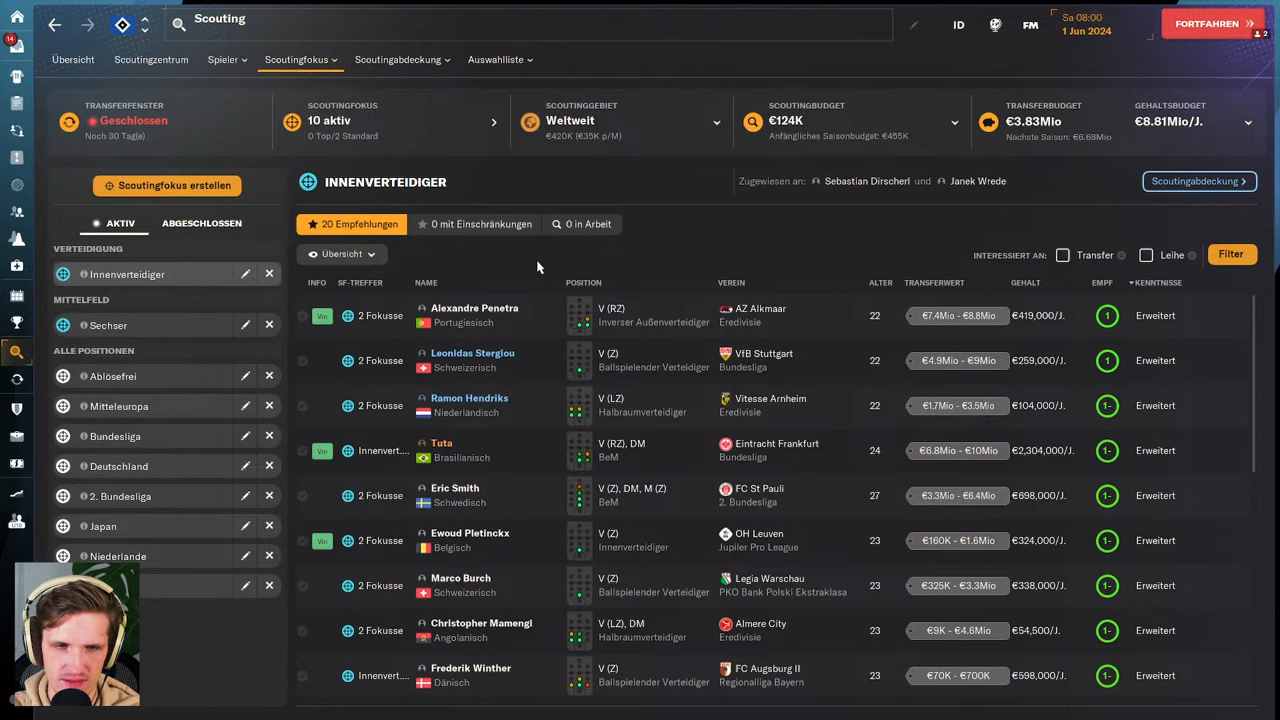 Scouting
ID
FM
Sa 08:00
1 Jun 2024
FORTFAHREN
2
14
Übersicht
Scoutingzentrum
Spieler
Scoutingfokus
Scoutingabdeckung
Auswahlliste
TRANSFERFENSTER
Geschlossen
Noch 30 Tag(e)
SCOUTINGFOKUS
10 aktiv
0 Top/2 Standard
SCOUTINGGEBIET
Weltweit
€420K (€35K p/M)
SCOUTINGBUDGET
€124K
Anfängliches Saisonbudget: €455K
TRANSFERBUDGET
€3.83Mio
Nächste Saison: €6.68Mio
GEHALTSBUDGET
€8.81Mio/J.
Scoutingfokus erstellen
AKTIV
ABGESCHLOSSEN
VERTEIDIGUNG
Innenverteidiger
MITTELFELD
Sechser
ALLE POSITIONEN
Ablösefrei
Mitteleuropa
Bundesliga
Deutschland
2. Bundesliga
Japan
Niederlande
INNENVERTEIDIGER
Zugewiesen an: Sebastian Dirscherl und Janek Wrede
Scoutingabdeckung
20 Empfehlungen
0 mit Einschränkungen
0 in Arbeit
Übersicht
INTERESSIERT AN: Transfer Leihe
Filter
INFO SF-TREFFER NAME POSITION VEREIN ALTER TRANSFERWERT GEHALT EMPF KENNTNISSE
Vin 2 Fokusse Alexandre Penetra V (RZ) AZ Alkmaar 22 €7.4Mio - €8.8Mio €419,000/J. 1 Erweitert
Portugiesisch Inverser Außenverteidiger Eredivisie
2 Fokusse Leonidas Stergiou V (Z) VfB Stuttgart 22 €4.9Mio - €9Mio €259,000/J. 1 Erweitert
Schweizerisch Ballspielender Verteidiger Bundesliga
2 Fokusse Ramon Hendriks V (LZ) Vitesse Arnheim 22 €1.7Mio - €3.5Mio €104,000/J. 1- Erweitert
Niederländisch Halbraumverteidiger Eredivisie
Vin Innenvert.... Tuta V (RZ), DM Eintracht Frankfurt 24 €6.8Mio - €10Mio €2,304,000/J. 1- Erweitert
Brasilianisch BeM Bundesliga
2 Fokusse Eric Smith V (Z), DM, M (Z) FC St Pauli 27 €3.3Mio - €6.4Mio €698,000/J. 1- Erweitert
Schwedisch BeM 2. Bundesliga
Vin 2 Fokusse Ewoud Pletinckx V (Z) OH Leuven 23 €160K - €1.6Mio €324,000/J. 1- Erweitert
Belgisch Innenverteidiger Jupiler Pro League
2 Fokusse Marco Burch V (Z) Legia Warschau 23 €325K - €3.3Mio €338,000/J. 1- Erweitert
Schweizerisch Ballspielender Verteidiger PKO Bank Polski Ekstraklasa
2 Fokusse Christopher Mamengi V (LZ), DM Almere City 23 €9K - €4.6Mio €54,500/J. 1- Erweitert
Angolanisch Halbraumverteidiger Eredivisie
Innenvert.... Frederik Winther V (Z) FC Augsburg II 23 €70K - €700K €598,000/J. 1- Erweitert
Dänisch Ballspielender Verteidiger Regionalliga Bayern